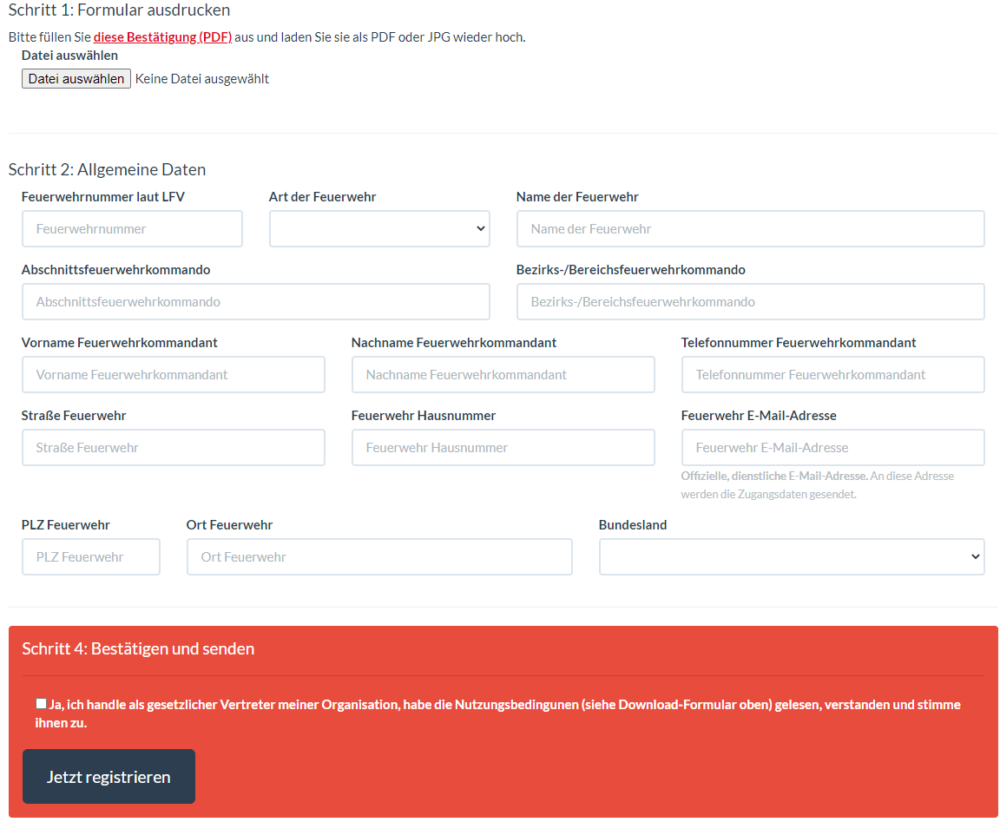 Schritt 1: Formular ausdrucken
Bitte füllen Sie diese Bestätigung (PDF) aus und laden Sie sie als PDF oder JPG wieder hoch.
Datei auswählen
Datei auswählen Keine Datei ausgewählt
Schritt 2: Allgemeine Daten
Feuerwehrnummer laut LFV Art der Feuerwehr Name der Feuerwehr
Feuerwehrnummer Name der Feuerwehr
Abschnittsfeuerwehrkommando Bezirks-/Bereichsfeuerwehrkommando
Abschnittsfeuerwehrkommando Bezirks-/Bereichsfeuerwehrkommando
Vorname Feuerwehrkommandant Nachname Feuerwehrkommandant Telefonnummer Feuerwehrkommandant
Vorname Feuerwehrkommandant Nachname Feuerwehrkommandant Telefonnummer Feuerwehrkommandant
Straße Feuerwehr Feuerwehr Hausnummer Feuerwehr E-Mail-Adresse
Straße Feuerwehr Feuerwehr Hausnummer Feuerwehr E-Mail-Adresse
Offizielle, dienstliche E-Mail-Adresse. An diese Adresse
werden die Zugangsdaten gesendet.
PLZ Feuerwehr Ort Feuerwehr Bundesland
PLZ Feuerwehr Ort Feuerwehr
Schritt 4: Bestätigen und senden
Ja, ich handle als gesetzlicher Vertreter meiner Organisation, habe die Nutzungsbedingunen (siehe Download-Formular oben) gelesen, verstanden und stimme
ihnen zu.
Jetzt registrieren